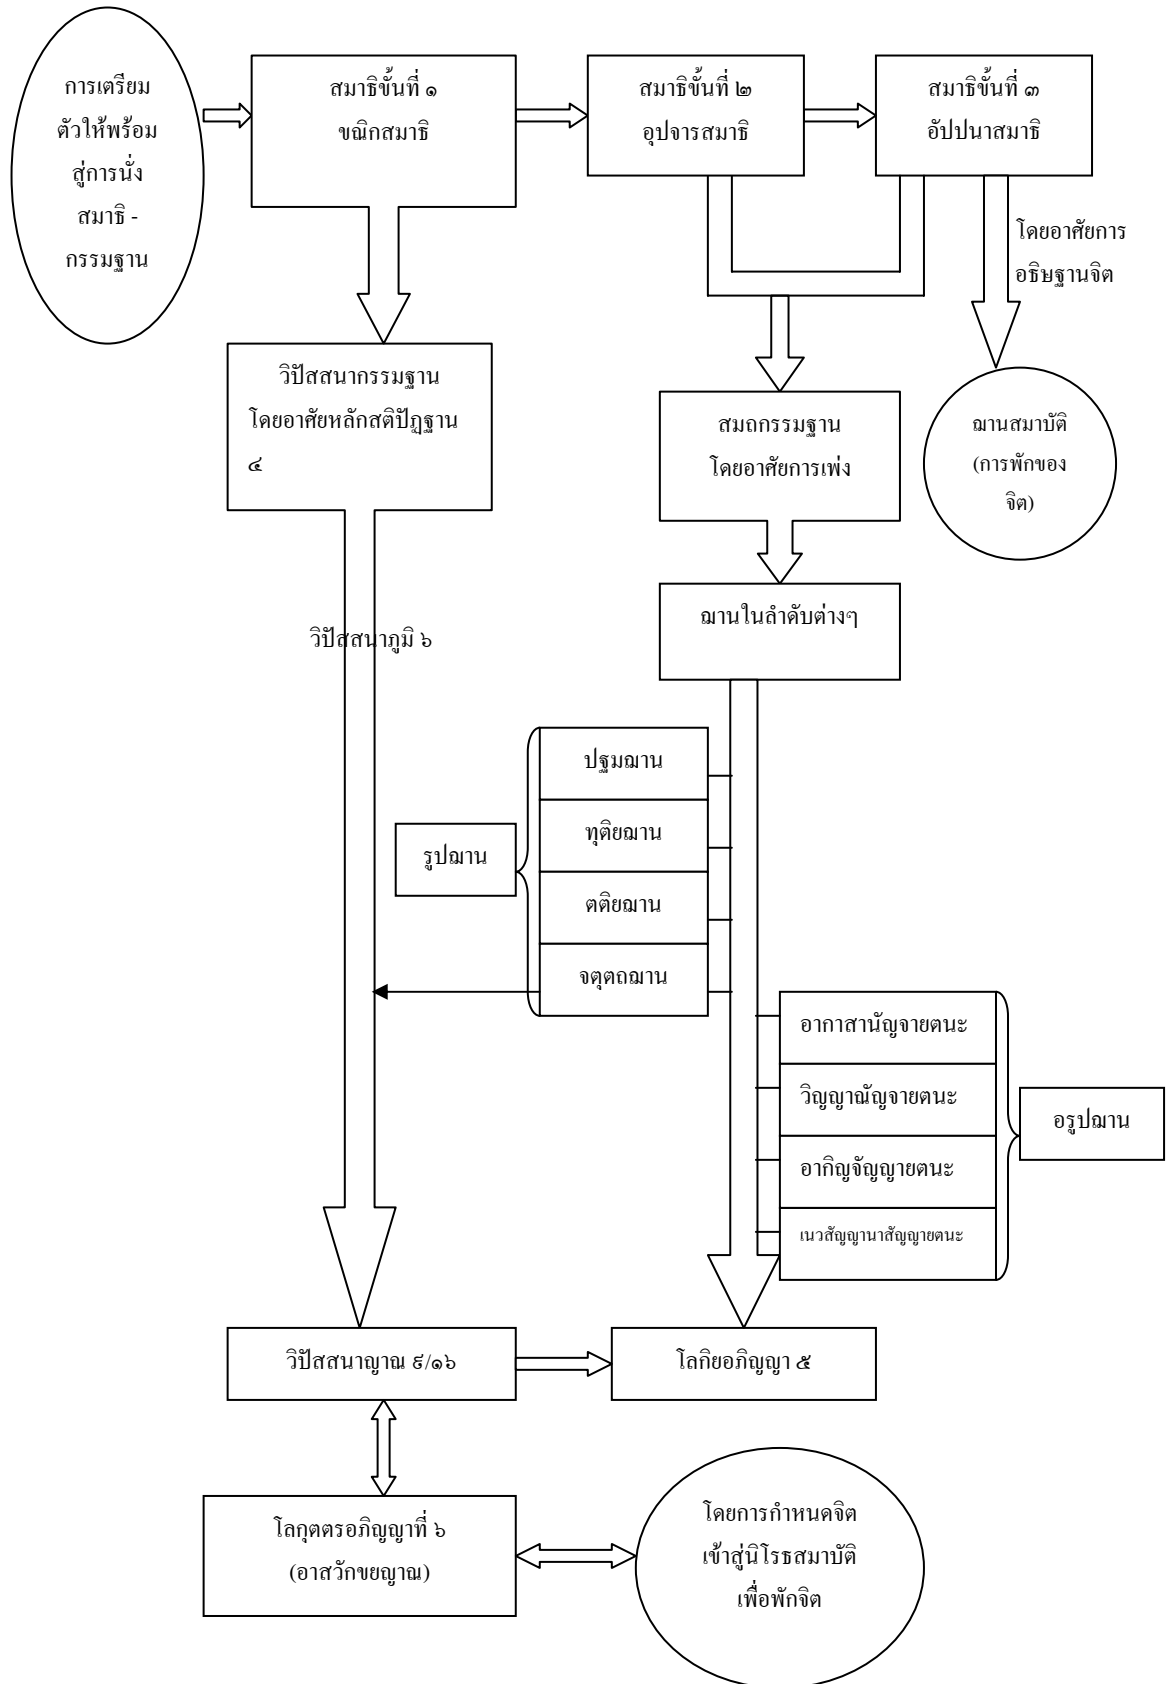 การเตรียม
ตัวให้พร้อม
สู่การนั่ง
สมาธิ -
กรรมฐาน
สมาธิขั้นที่ ๑
ขณิกสมาธิ
สมาธิขั้นที่ ๒
อุปจารสมาธิ
สมาธิขั้นที่ ๓
อัปปนาสมาธิ
โดยอาศัยการ
อธิษฐานจิต
วิปัสสนากรรมฐาน
โดยอาศัยหลักสติปัฏฐาน
๔
สมถกรรมฐาน
โดยอาศัยการเพ่ง
ฌานสมาบัติ
(การพักของ
จิต)
ฌานในลำดับต่างๆ
วิปัสสนาภูมิ ๖
ปฐมฌาน
ทุติยฌาน
ตติยฌาน
จตุตถฌาน
รูปฌาน
อากาสานัญจายตนะ
วิญญาณัญจายตนะ
อากิญจัญญายตนะ
เนวสัญญานาสัญญายตนะ
อรูปฌาน
วิปัสสนาญาณ ๙/๑๖
โลกิยอภิญญา ๕
โลกุตตรอภิญญาที่ ๖
(อาสวักขยญาณ)
โดยการกำหนดจิต
เข้าสู่นิโรธสมาบัติ
เพื่อพักจิต